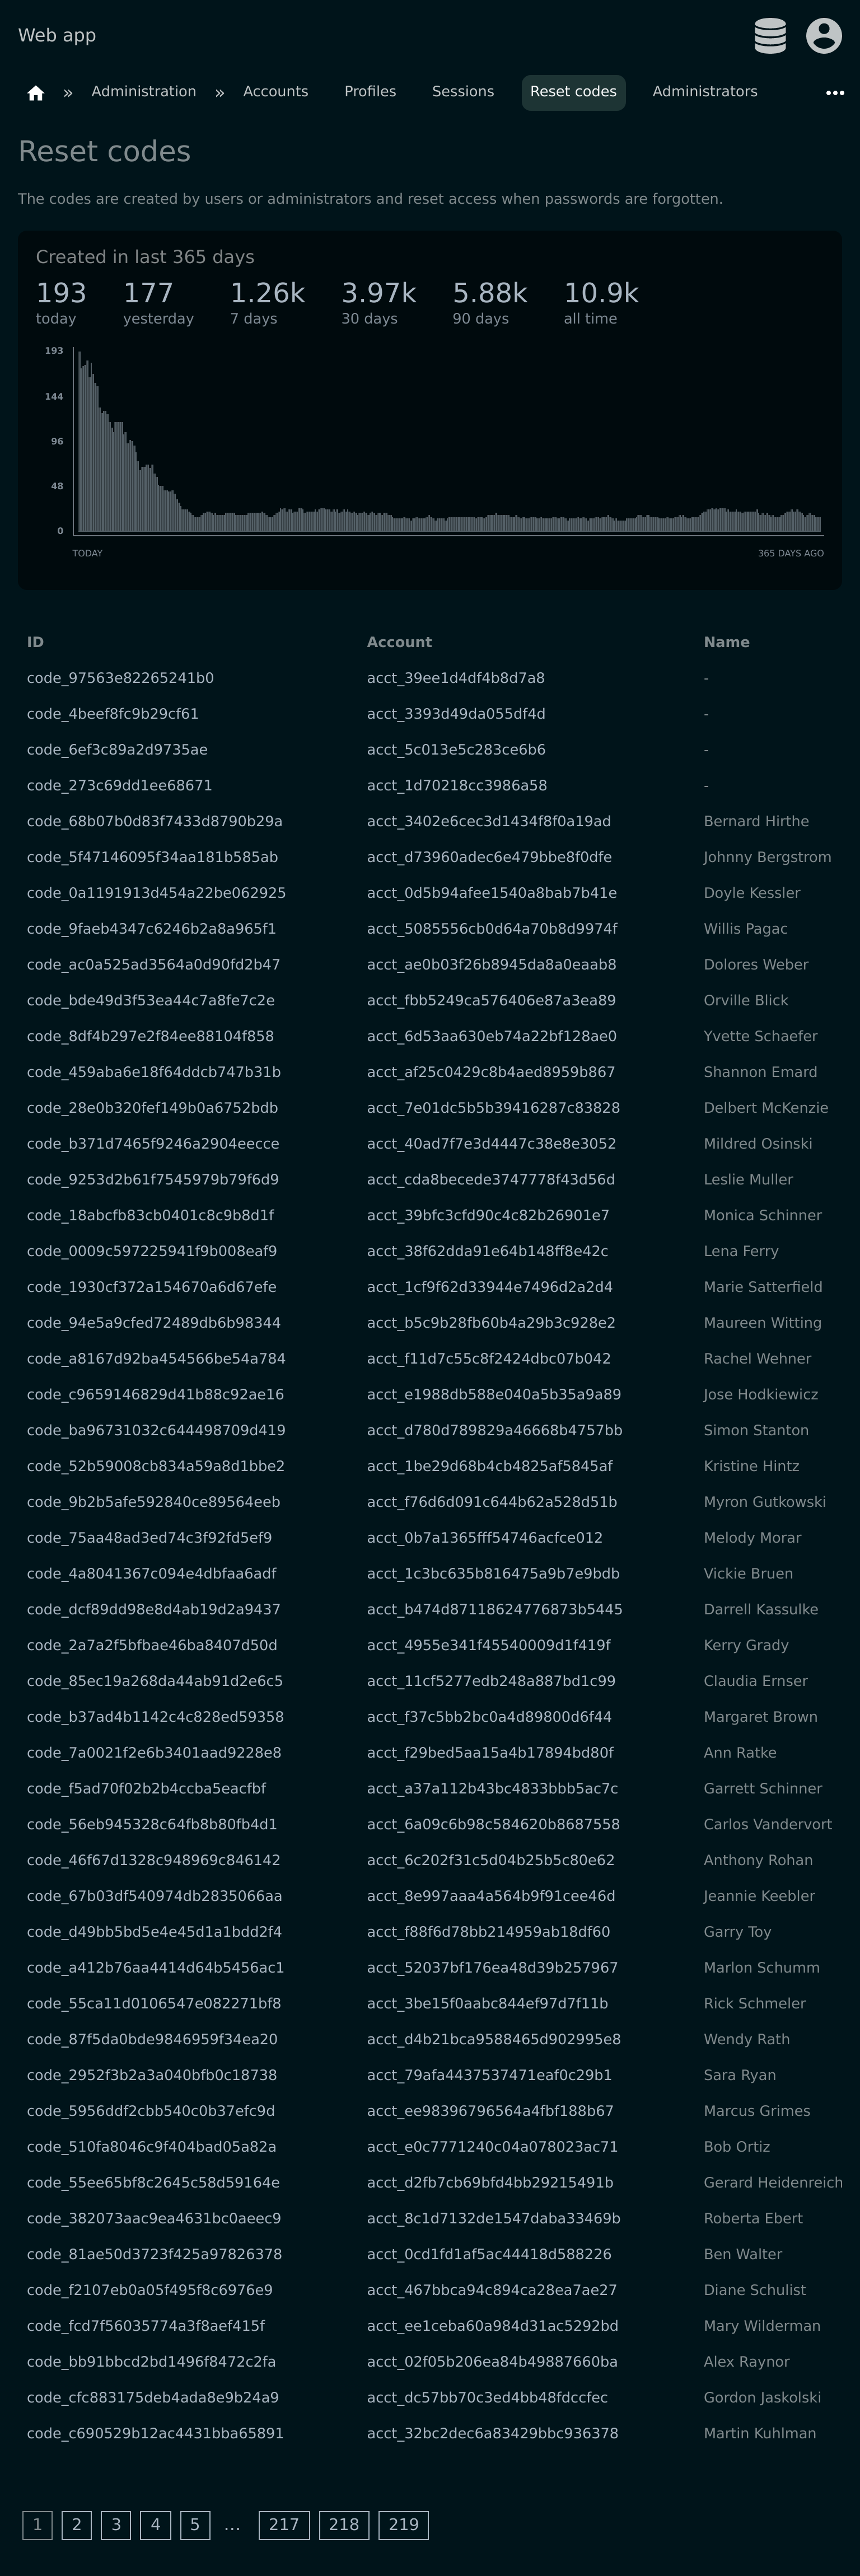 Web app
» Administration » Accounts Profiles Sessions Reset codes Administrators
Reset codes
The codes are created by users or administrators and reset access when passwords are forgotten.
Created in last 365 days
193 177 1.26k 3.97k 5.88k 10.9k
today yesterday 7 days 30 days 90 days all time
193
144
96
48
0
TODAY 365 DAYS AGO
ID Account Name
code_97563e82265241b0 acct_39ee1d4df4b8d7a8 -
code_4beef8fc9b29cf61 acct_3393d49da055df4d -
code_6ef3c89a2d9735ae acct_5c013e5c283ce6b6 -
code_273c69dd1ee68671 acct_1d70218cc3986a58 -
code_68b07b0d83f7433d8790b29a acct_3402e6cec3d1434f8f0a19ad Bernard Hirthe
code_5f47146095f34aa181b585ab acct_d73960adec6e479bbe8f0dfe Johnny Bergstrom
code_0a1191913d454a22be062925 acct_0d5b94afee1540a8bab7b41e Doyle Kessler
code_9faeb4347c6246b2a8a965f1 acct_5085556cb0d64a70b8d9974f Willis Pagac
code_ac0a525ad3564a0d90fd2b47 acct_ae0b03f26b8945da8a0eaab8 Dolores Weber
code_bde49d3f53ea44c7a8fe7c2e acct_fbb5249ca576406e87a3ea89 Orville Blick
code_8df4b297e2f84ee88104f858 acct_6d53aa630eb74a22bf128ae0 Yvette Schaefer
code_459aba6e18f64ddcb747b31b acct_af25c0429c8b4aed8959b867 Shannon Emard
code_28e0b320fef149b0a6752bdb acct_7e01dc5b5b39416287c83828 Delbert McKenzie
code_b371d7465f9246a2904eecce acct_40ad7f7e3d4447c38e8e3052 Mildred Osinski
code_9253d2b61f7545979b79f6d9 acct_cda8becede3747778f43d56d Leslie Muller
code_18abcfb83cb0401c8c9b8d1f acct_39bfc3cfd90c4c82b26901e7 Monica Schinner
code_0009c597225941f9b008eaf9 acct_38f62dda91e64b148ff8e42c Lena Ferry
code_1930cf372a154670a6d67efe acct_1cf9f62d33944e7496d2a2d4 Marie Satterfield
code_94e5a9cfed72489db6b98344 acct_b5c9b28fb60b4a29b3c928e2 Maureen Witting
code_a8167d92ba454566be54a784 acct_f11d7c55c8f2424dbc07b042 Rachel Wehner
code_c9659146829d41b88c92ae16 acct_e1988db588e040a5b35a9a89 Jose Hodkiewicz
code_ba96731032c644498709d419 acct_d780d789829a46668b4757bb Simon Stanton
code_52b59008cb834a59a8d1bbe2 acct_1be29d68b4cb4825af5845af Kristine Hintz
code_9b2b5afe592840ce89564eeb acct_f76d6d091c644b62a528d51b Myron Gutkowski
code_75aa48ad3ed74c3f92fd5ef9 acct_0b7a1365fff54746acfce012 Melody Morar
code_4a8041367c094e4dbfaa6adf acct_1c3bc635b816475a9b7e9bdb Vickie Bruen
code_dcf89dd98e8d4ab19d2a9437 acct_b474d87118624776873b5445 Darrell Kassulke
code_2a7a2f5bfbae46ba8407d50d acct_4955e341f45540009d1f419f Kerry Grady
code_85ec19a268da44ab91d2e6c5 acct_11cf5277edb248a887bd1c99 Claudia Ernser
code_b37ad4b1142c4c828ed59358 acct_f37c5bb2bc0a4d89800d6f44 Margaret Brown
code_7a0021f2e6b3401aad9228e8 acct_f29bed5aa15a4b17894bd80f Ann Ratke
code_f5ad70f02b2b4ccba5eacfbf acct_a37a112b43bc4833bbb5ac7c Garrett Schinner
code_56eb945328c64fb8b80fb4d1 acct_6a09c6b98c584620b8687558 Carlos Vandervort
code_46f67d1328c948969c846142 acct_6c202f31c5d04b25b5c80e62 Anthony Rohan
code_67b03df540974db2835066aa acct_8e997aaa4a564b9f91cee46d Jeannie Keebler
code_d49bb5bd5e4e45d1a1bdd2f4 acct_f88f6d78bb214959ab18df60 Garry Toy
code_a412b76aa4414d64b5456ac1 acct_52037bf176ea48d39b257967 Marlon Schumm
code_55ca11d0106547e082271bf8 acct_3be15f0aabc844ef97d7f11b Rick Schmeler
code_87f5da0bde9846959f34ea20 acct_d4b21bca9588465d902995e8 Wendy Rath
code_2952f3b2a3a040bfb0c18738 acct_79afa4437537471eaf0c29b1 Sara Ryan
code_5956ddf2cbb540c0b37efc9d acct_ee98396796564a4fbf188b67 Marcus Grimes
code_510fa8046c9f404bad05a82a acct_e0c7771240c04a078023ac71 Bob Ortiz
code_55ee65bf8c2645c58d59164e acct_d2fb7cb69bfd4bb29215491b Gerard Heidenreich
code_382073aac9ea4631bc0aeec9 acct_8c1d7132de1547daba33469b Roberta Ebert
code_81ae50d3723f425a97826378 acct_0cd1fd1af5ac44418d588226 Ben Walter
code_f2107eb0a05f495f8c6976e9 acct_467bbca94c894ca28ea7ae27 Diane Schulist
code_fcd7f56035774a3f8aef415f acct_ee1ceba60a984d31ac5292bd Mary Wilderman
code_bb91bbcd2bd1496f8472c2fa acct_02f05b206ea84b49887660ba Alex Raynor
code_cfc883175deb4ada8e9b24a9 acct_dc57bb70c3ed4bb48fdccfec Gordon Jaskolski
code_c690529b12ac4431bba65891 acct_32bc2dec6a83429bbc936378 Martin Kuhlman
1 2 3 4 5 … 217 218 219